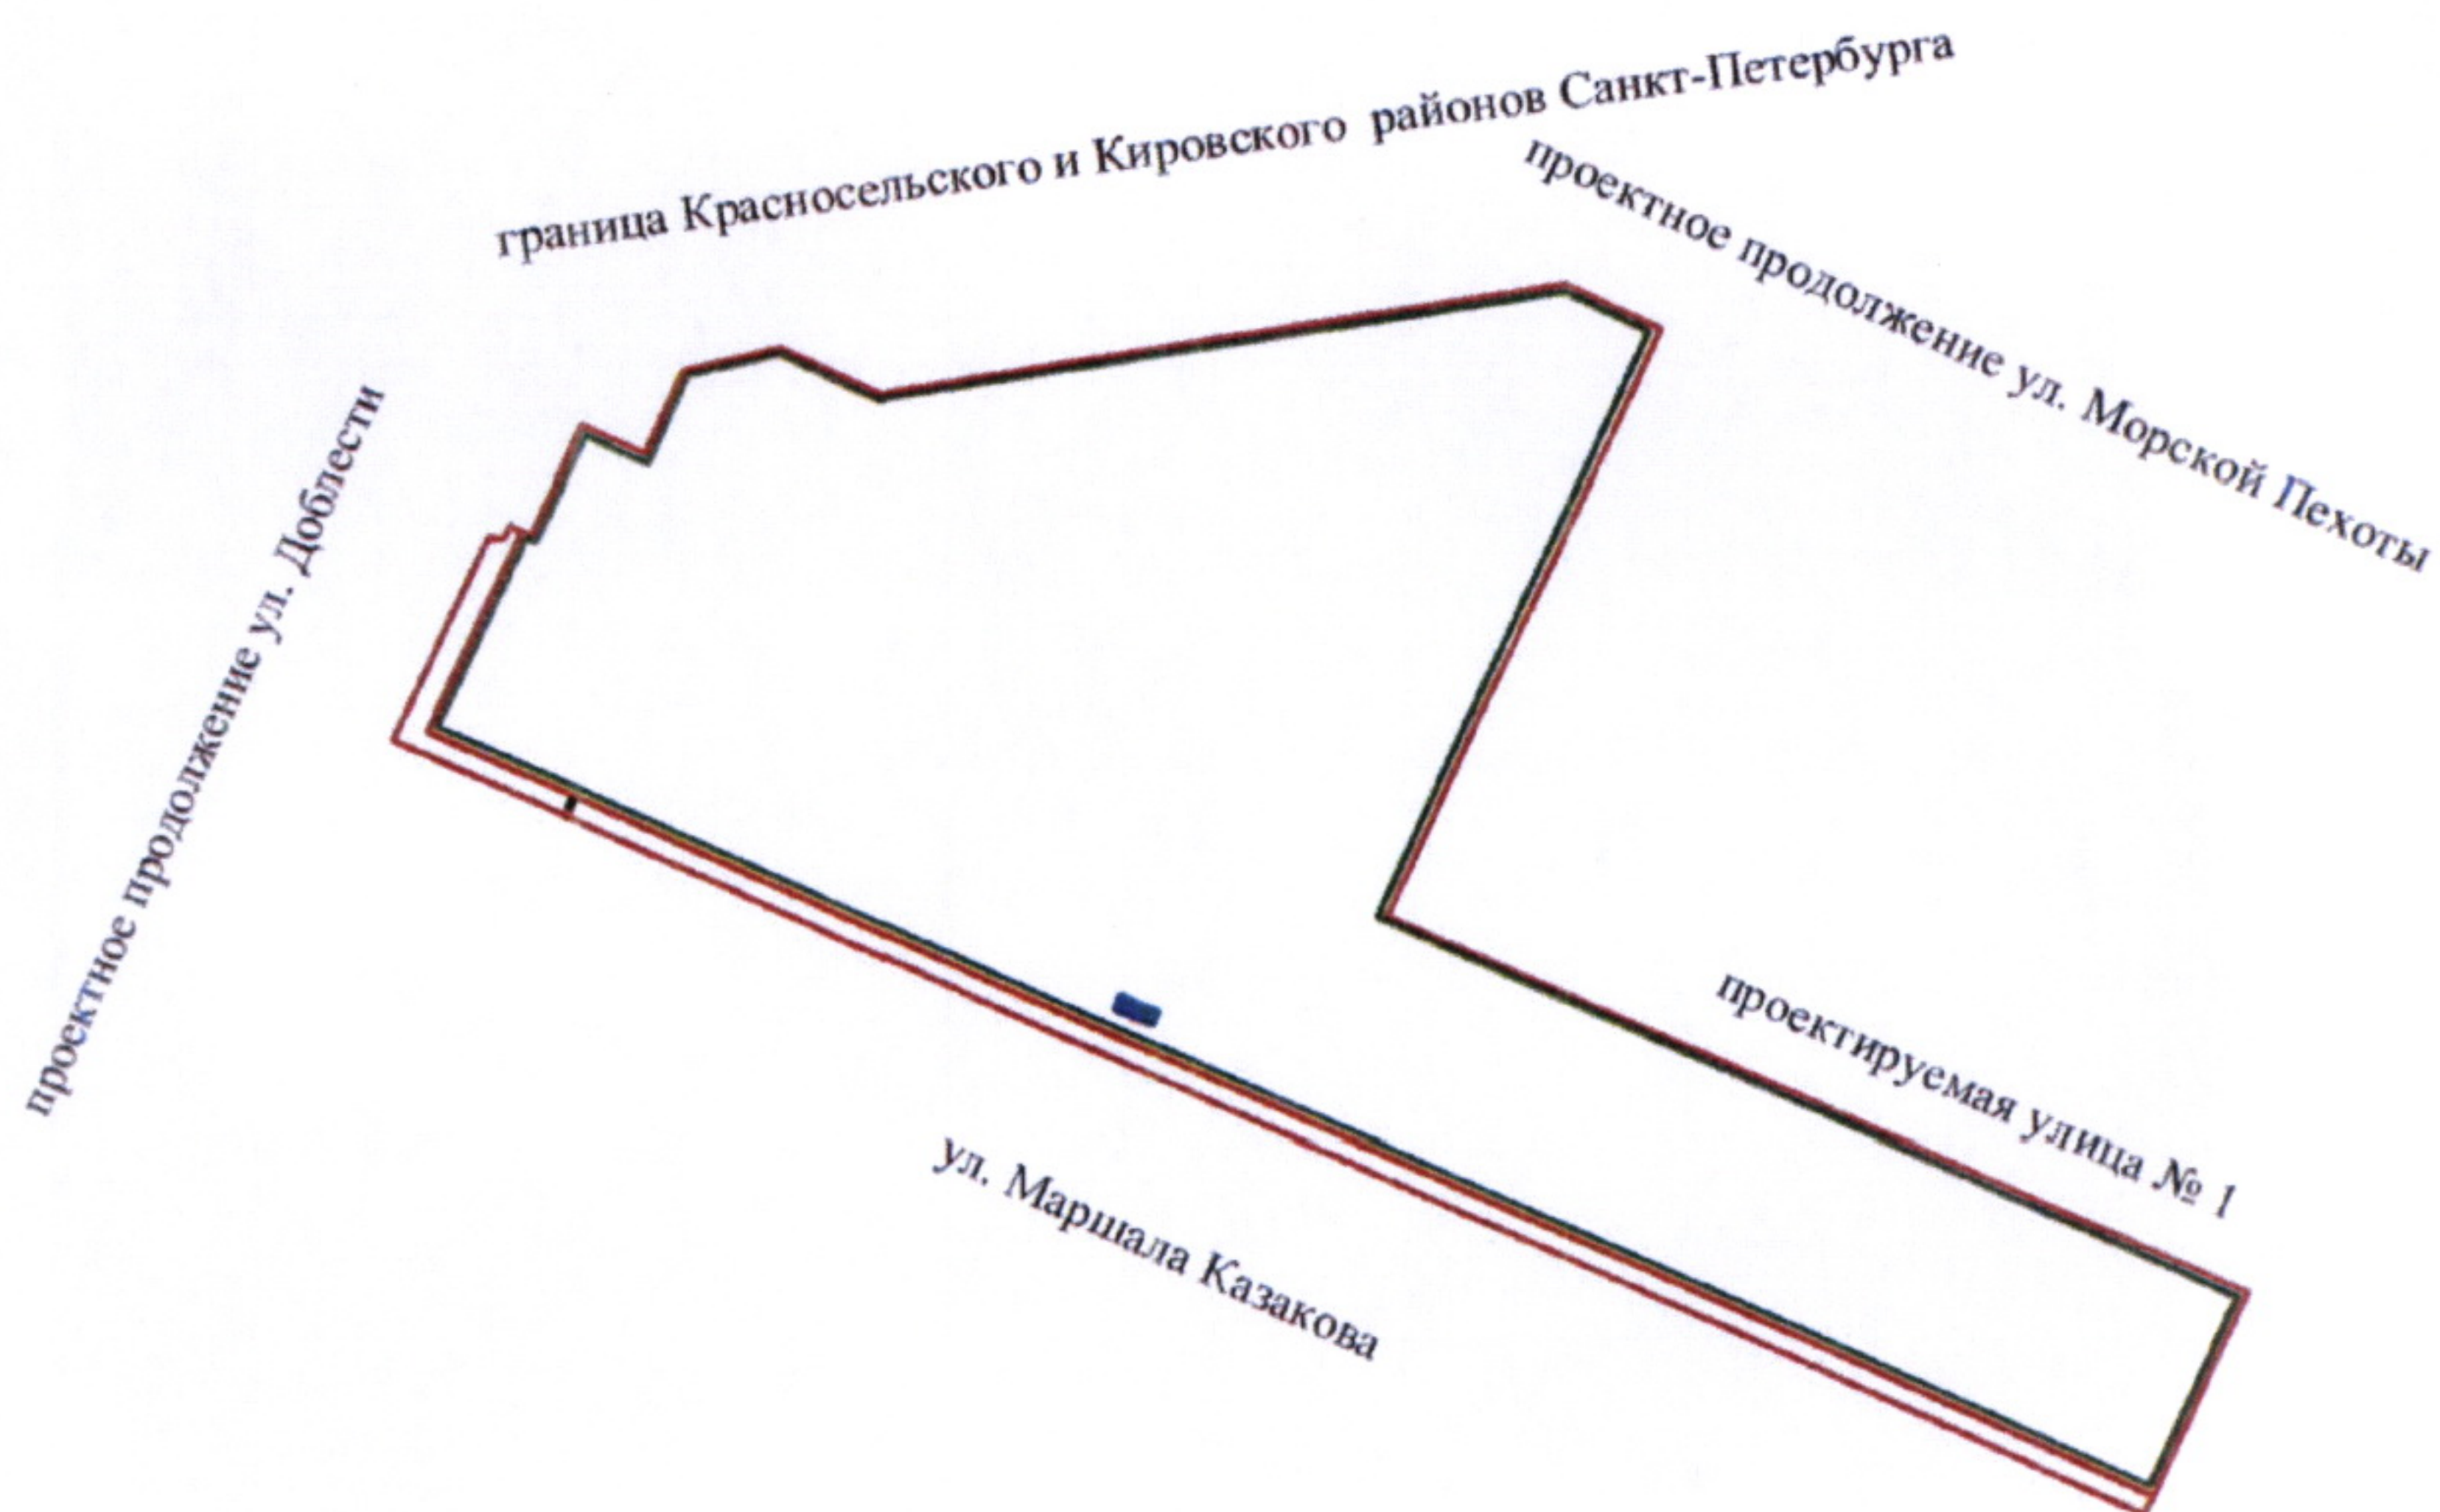 граница Красносельского и Кировского районов Санкт-Петербурга
проектное продолжение ул. Морской Пехоты
проектное продолжение ул. Доблести
проектируемая улица № 1
ул. Маршала Казакова